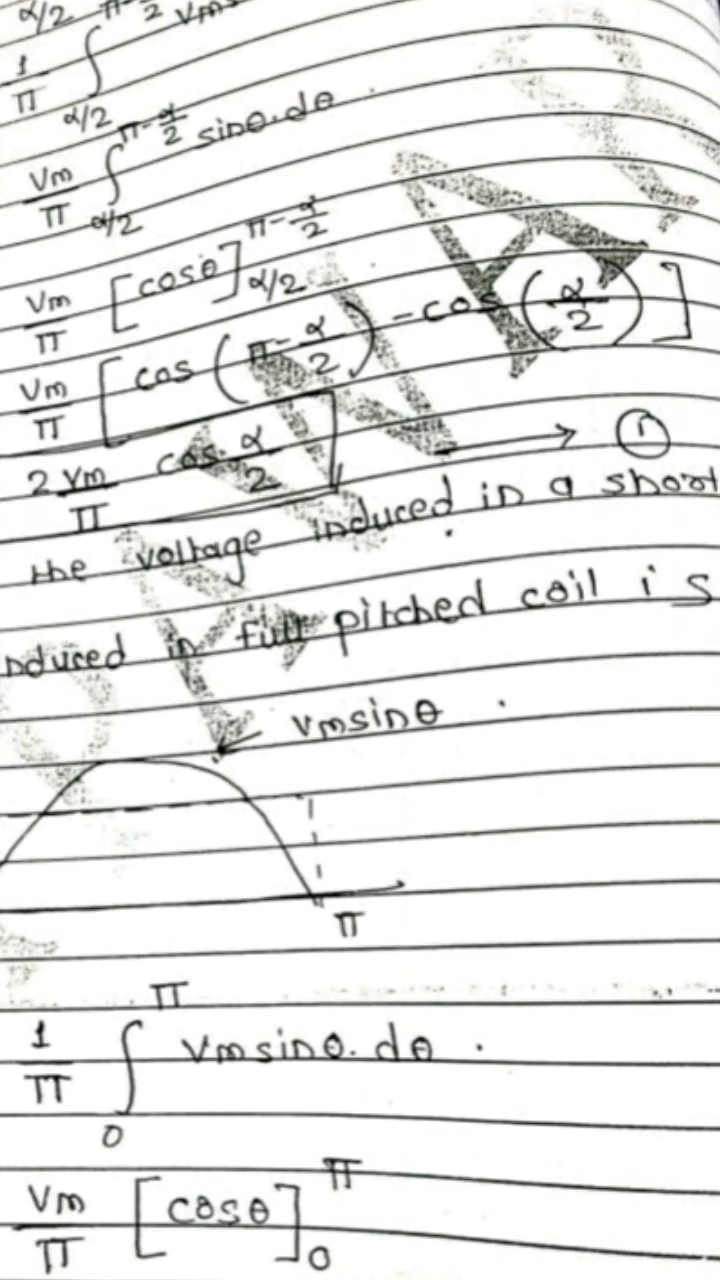 α/2 π-α/2 Vm
1/π ∫
α/2
Vm/π ∫ α/2 π-α/2 sinθ.dθ
Vm/π [cosθ] α/2 π-α/2
Vm/π [cos (π-α/2) - cos (α/2)]
2Vm/π cos α/2 → ①
the voltage induced in a short
nduced in full pitched coil is
Vmsinθ.
π
1/π ∫ 0 π Vmsinθ.dθ.
Vm/π [cosθ] 0 π